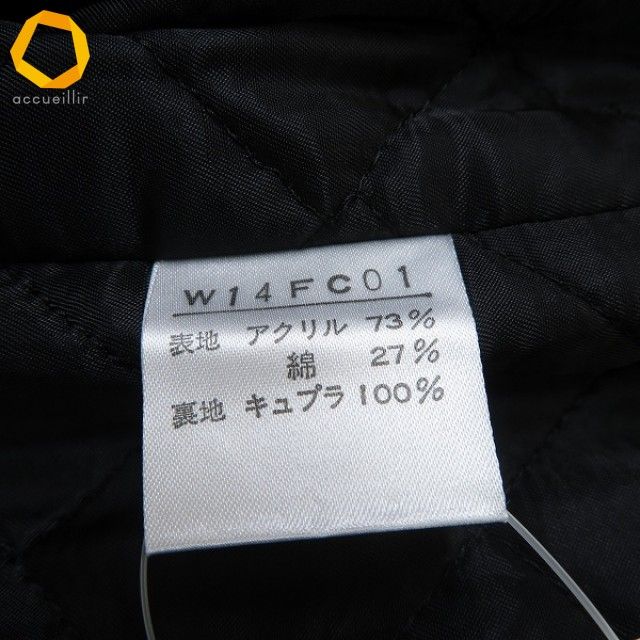 accueillir
W14FC01
表地 アクリル 73%
綿 27%
裏地 キュプラ 100%